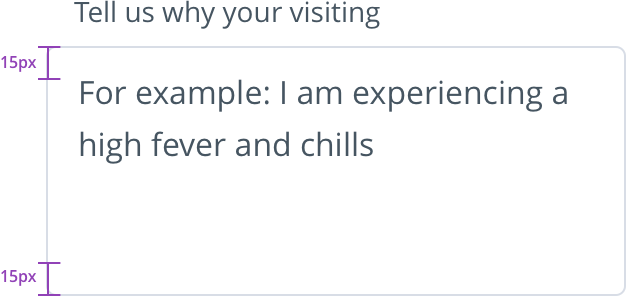 Tell us why your visiting
15px
For example: I am experiencing a
high fever and chills
15px